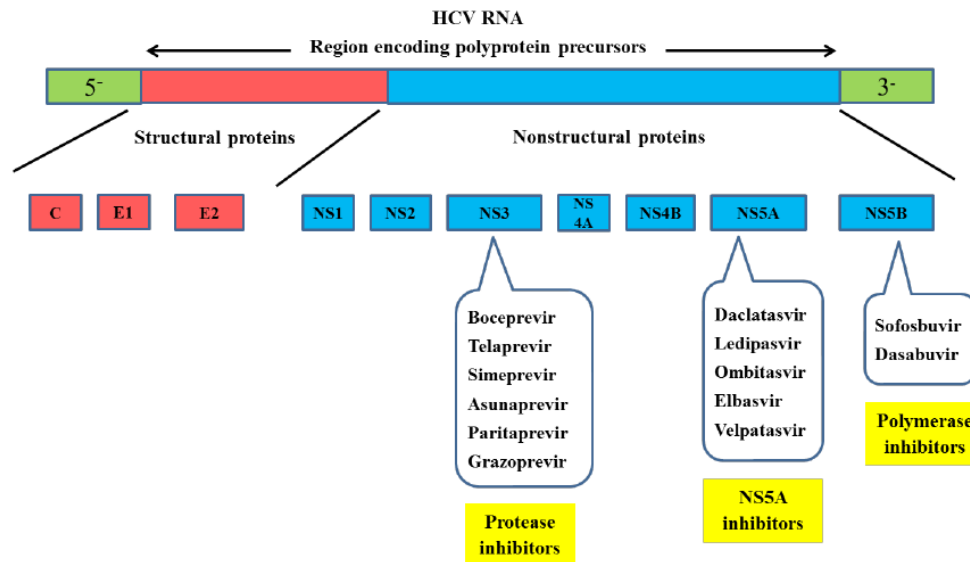 HCV RNA
Region encoding polyprotein precursors
5-
3-
Structural proteins
Nonstructural proteins
C
E1
E2
NS1
NS2
NS3
NS
4A
NS4B
NS5A
NS5B
Boceprevir
Telaprevir
Simeprevir
Asunaprevir
Paritaprevir
Grazoprevir
Protease
inhibitors
Daclatasvir
Ledipasvir
Ombitasvir
Elbasvir
Velpatasvir
NS5A
inhibitors
Sofosbuvir
Dasabuvir
Polymerase
inhibitors